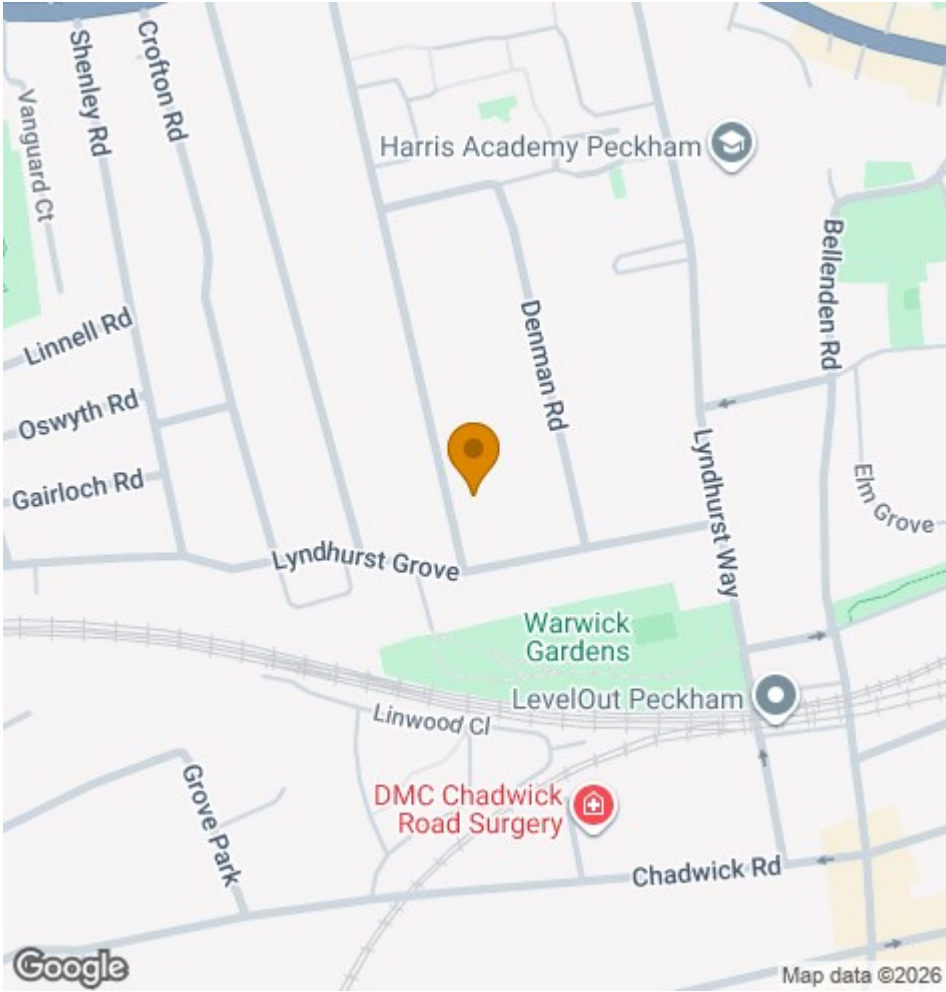 Shenley Rd
Crofton Rd
Vanguard Ct
Harris Academy Peckham
Bellenden Rd
Linnell Rd
Denman Rd
Oswyth Rd
Gairloch Rd
Lyndhurst Way
Elm Grove
Lyndhurst Grove
Warwick
Gardens
LevelOut Peckham
Linwood Cl
DMC Chadwick
Road Surgery
Grove Park
Chadwick Rd
Google
Map data ©2026